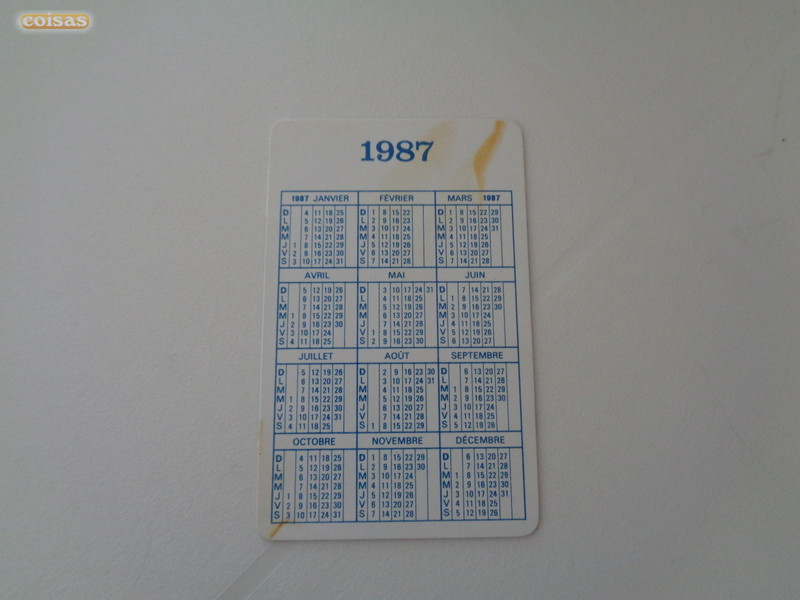 coisas
1987
1987 JANVIER FÉVRIER MARS 1987
D 4 11 18 25 D 1 8 15 22 D 1 8 15 22 29
L 5 12 19 26 L 2 9 16 23 L 2 9 16 23 30
M 6 13 20 27 M 3 10 17 24 M 3 10 17 24 31
M 7 14 21 28 M 4 11 18 25 M 4 11 18 25
J 1 8 15 22 29 J 5 12 19 26 J 5 12 19 26
V 2 9 16 23 30 V 6 13 20 27 V 6 13 20 27
S 3 10 17 24 31 S 7 14 21 28 S 7 14 21 28
AVRIL MAI JUIN
D 5 12 19 26 D 3 10 17 24 31 D 7 14 21 28
L 6 13 20 27 L 4 11 18 25 L 1 8 15 22 29
M 7 14 21 28 M 5 12 19 26 M 2 9 16 23 30
M 1 8 15 22 29 M 6 13 20 27 M 3 10 17 24
J 2 9 16 23 30 J 7 14 21 28 J 4 11 18 25
V 3 10 17 24 V 1 8 15 22 29 V 5 12 19 26
S 4 11 18 25 S 2 9 16 23 30 S 6 13 20 27
JUILLET AOÛT SEPTEMBRE
D 5 12 19 26 D 2 9 16 23 30 D 6 13 20 27
L 6 13 20 27 L 3 10 17 24 31 L 7 14 21 28
M 7 14 21 28 M 4 11 18 25 M 1 8 15 22 29
M 1 8 15 22 29 M 5 12 19 26 M 2 9 16 23 30
J 2 9 16 23 30 J 6 13 20 27 J 3 10 17 24
V 3 10 17 24 31 V 7 14 21 28 V 4 11 18 25
S 4 11 18 25 S 1 8 15 22 29 S 5 12 19 26
OCTOBRE NOVEMBRE DÉCEMBRE
D 4 11 18 25 D 1 8 15 22 29 D 6 13 20 27
L 5 12 19 26 L 2 9 16 23 30 L 7 14 21 28
M 6 13 20 27 M 3 10 17 24 M 1 8 15 22 29
M 7 14 21 28 M 4 11 18 25 M 2 9 16 23 30
J 1 8 15 22 29 J 5 12 19 26 J 3 10 17 24 31
V 2 9 16 23 30 V 6 13 20 27 V 4 11 18 25
S 3 10 17 24 31 S 7 14 21 28 S 5 12 19 26